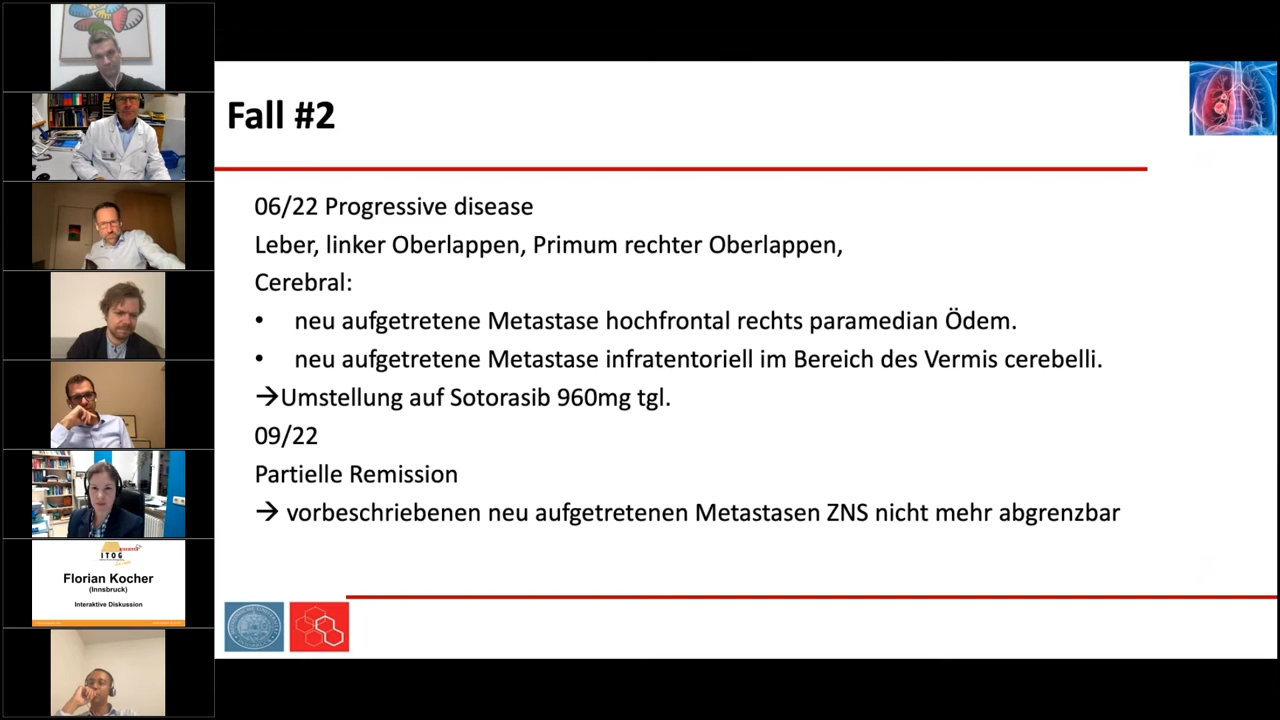 Fall #2
06/22 Progressive disease
Leber, linker Oberlappen, Primum rechter Oberlappen,
Cerebral:
• neu aufgetretene Metastase hochfrontal rechts paramedian Ödem.
• neu aufgetretene Metastase infratentoriell im Bereich des Vermis cerebelli.
→Umstellung auf Sotorasib 960mg tgl.
09/22
Partielle Remission
→ vorbeschriebenen neu aufgetretenen Metastasen ZNS nicht mehr abgrenzbar
ITOG
Florian Kocher
(Innsbruck)
Interaktive Diskussion